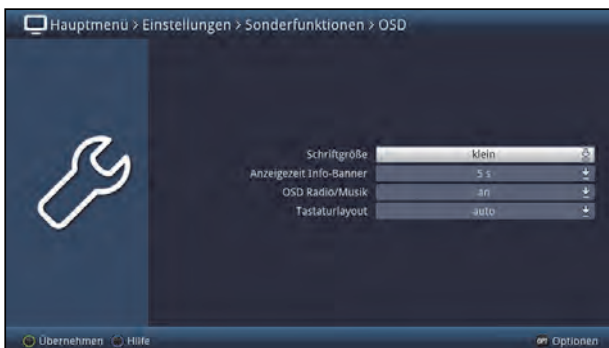 Hauptmenü > Einstellungen > Sonderfunktionen > OSD
Schriftgröße klein
Anzeigezeit Info-Banner 5 s
OSD Radio/Musik an
Tastaturlayout auto
Übernehmen Hilfe Optionen